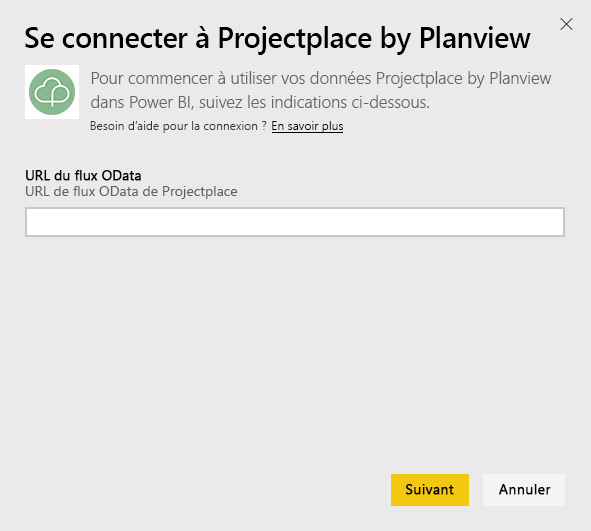 Se connecter à Projectplace by Planview
Pour commencer à utiliser vos données Projectplace by Planview
dans Power BI, suivez les indications ci-dessous.
Besoin d'aide pour la connexion ? En savoir plus
URL du flux OData
URL de flux OData de Projectplace
Suivant
Annuler